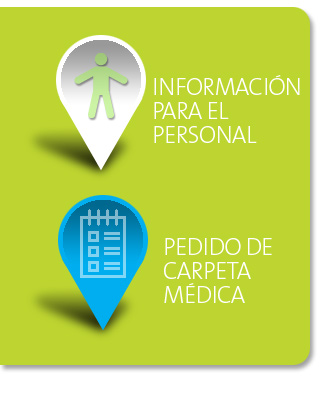 INFORMACIÓN
PARA EL
PERSONAL
PEDIDO DE
CARPETA
MÉDICA